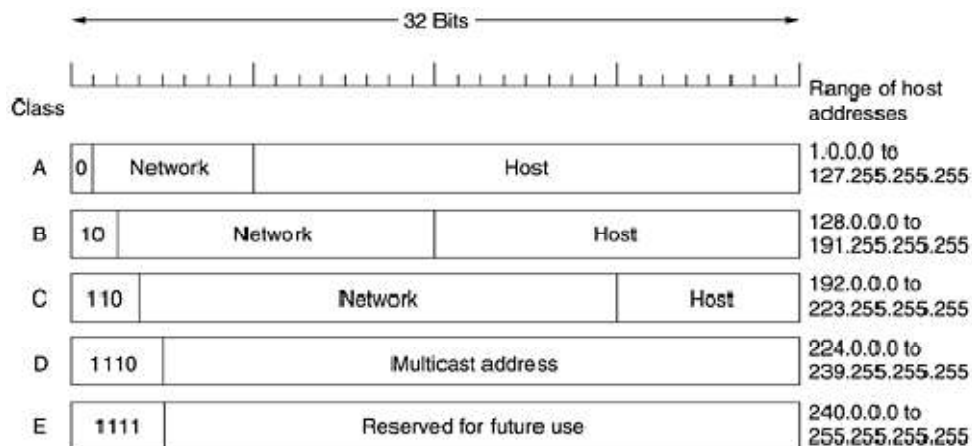 32 Bits
Class
Range of host
addresses
A
0
Network
Host
1.0.0.0 to
127.255.255.255
B
10
Network
Host
128.0.0.0 to
191.255.255.255
C
110
Network
Host
192.0.0.0 to
223.255.255.255
D
1110
Multicast address
224.0.0.0 to
239.255.255.255
E
1111
Reserved for future use
240.0.0.0 to
255.255.255.255